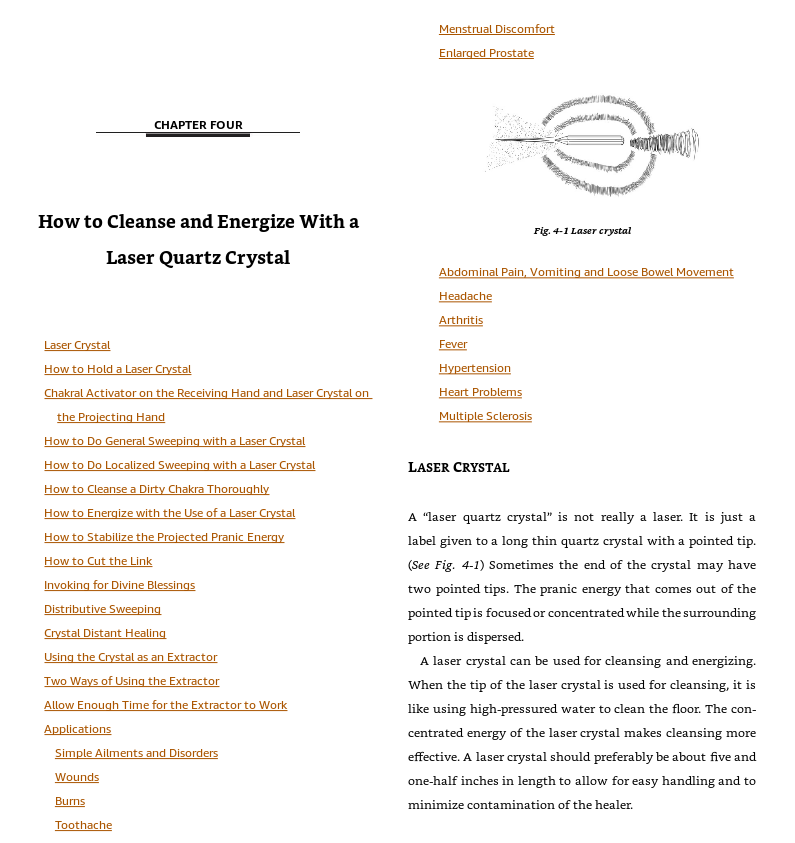 CHAPTER FOUR
How to Cleanse and Energize With a
Laser Quartz Crystal
Laser Crystal
How to Hold a Laser Crystal
Chakral Activator on the Receiving Hand and Laser Crystal on
the Projecting Hand
How to Do General Sweeping with a Laser Crystal
How to Do Localized Sweeping with a Laser Crystal
How to Cleanse a Dirty Chakra Thoroughly
How to Energize with the Use of a Laser Crystal
How to Stabilize the Projected Pranic Energy
How to Cut the Link
Invoking for Divine Blessings
Distributive Sweeping
Crystal Distant Healing
Using the Crystal as an Extractor
Two Ways of Using the Extractor
Allow Enough Time for the Extractor to Work
Applications
Simple Ailments and Disorders
Wounds
Burns
Toothache
Menstrual Discomfort
Enlarged Prostate
Fig. 4-1 Laser crystal
Abdominal Pain, Vomiting and Loose Bowel Movement
Headache
Arthritis
Fever
Hypertension
Heart Problems
Multiple Sclerosis
LASER CRYSTAL
A “laser quartz crystal” is not really a laser. It is just a
label given to a long thin quartz crystal with a pointed tip.
(See Fig. 4-1) Sometimes the end of the crystal may have
two pointed tips. The pranic energy that comes out of the
pointed tip is focused or concentrated while the surrounding
portion is dispersed.
A laser crystal can be used for cleansing and energizing.
When the tip of the laser crystal is used for cleansing, it is
like using high-pressured water to clean the floor. The con-
centrated energy of the laser crystal makes cleansing more
effective. A laser crystal should preferably be about five and
one-half inches in length to allow for easy handling and to
minimize contamination of the healer.